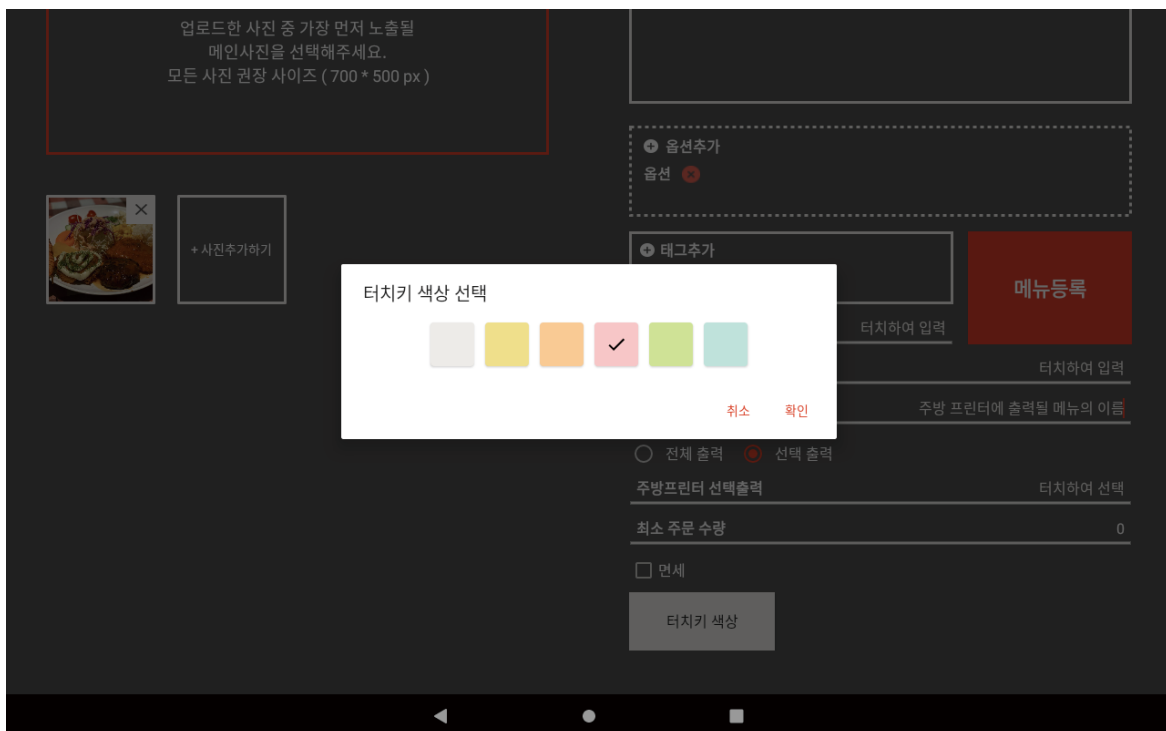 업로드한 사진 중 가장 먼저 노출될
메인사진을 선택해주세요.
모든 사진 권장 사이즈 ( 700 * 500 px )
+ 사진추가하기
옵션추가
옵션
태그추가
메뉴등록
터치하여 입력
터치하여 입력
주방 프린터에 출력될 메뉴의 이름
터치키 색상 선택
취소 확인
전체 출력 선택 출력
주방프린터 선택출력 터치하여 선택
최소 주문 수량 0
면세
터치키 색상